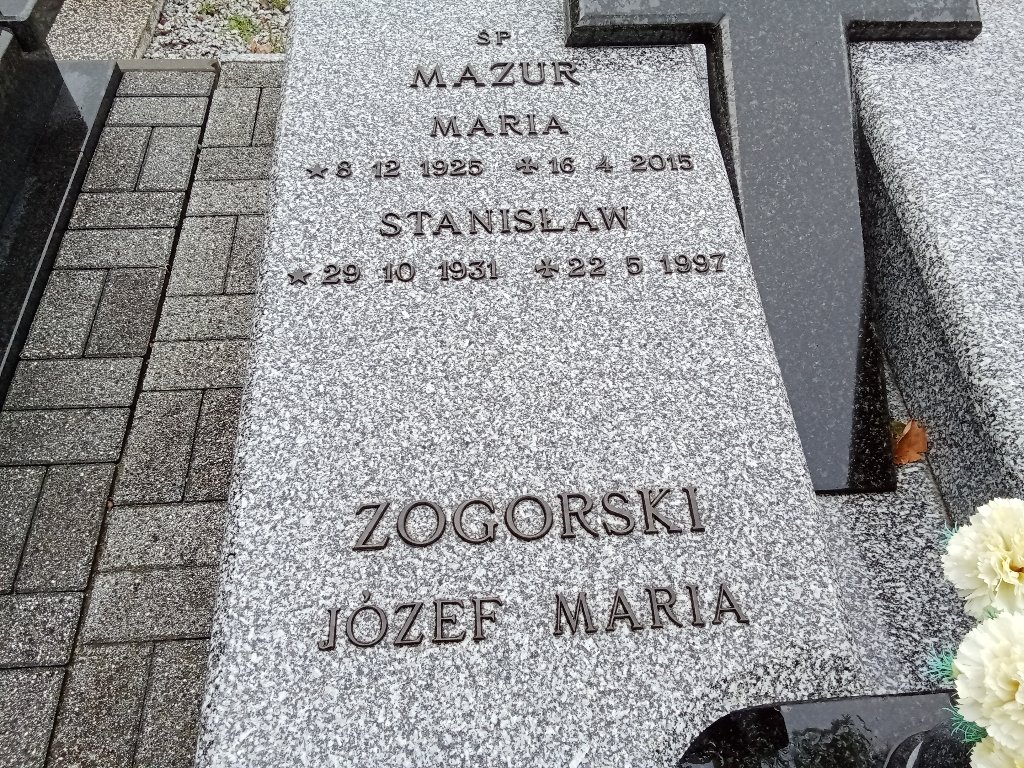 ŚP
MAZUR
MARIA
★ 8 12 1925 ✠ 16 4 2015
STANISŁAW
★ 29 10 1931 ✠ 22 5 1997
ZOGORSKI
JÓZEF MARIA